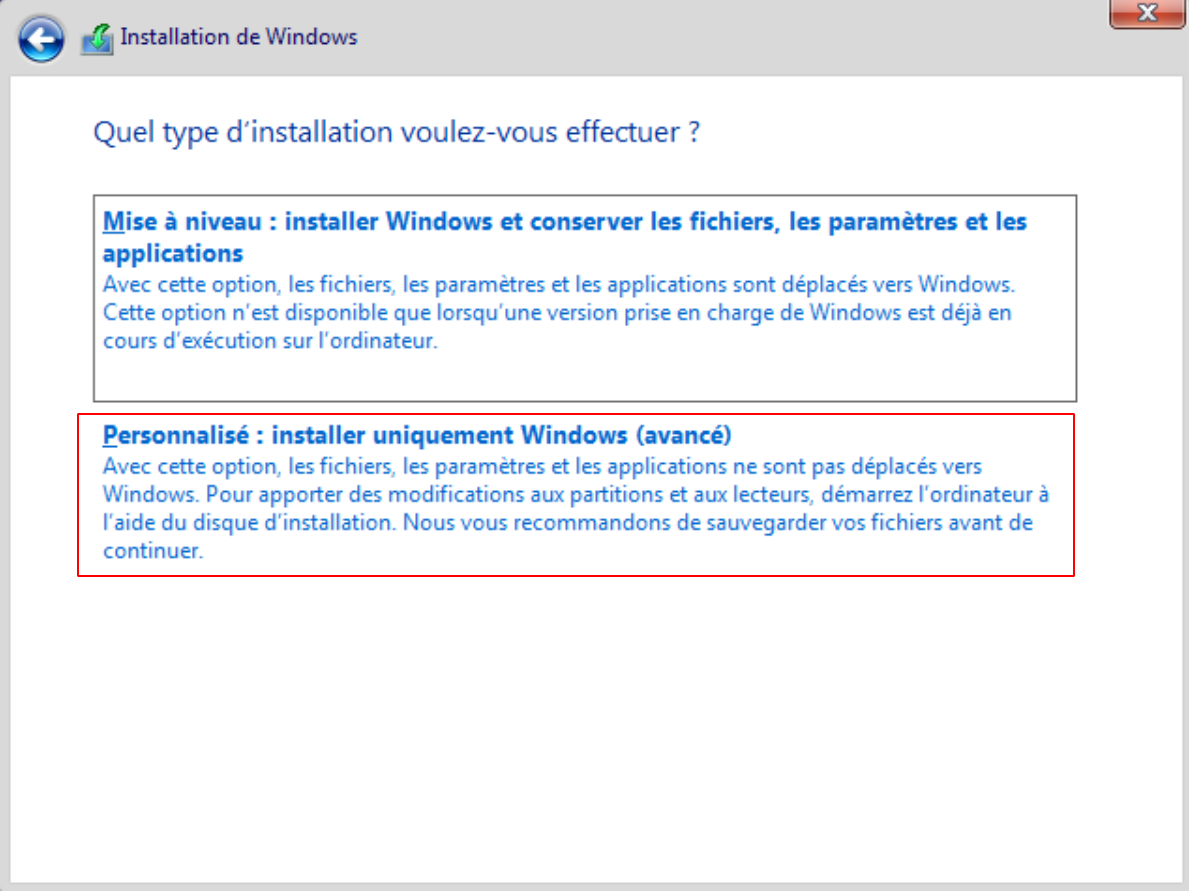 Installation de Windows
Quel type d’installation voulez-vous effectuer ?
Mise à niveau : installer Windows et conserver les fichiers, les paramètres et les
applications
Avec cette option, les fichiers, les paramètres et les applications sont déplacés vers Windows.
Cette option n’est disponible que lorsqu’une version prise en charge de Windows est déjà en
cours d’exécution sur l’ordinateur.
Personnalisé : installer uniquement Windows (avancé)
Avec cette option, les fichiers, les paramètres et les applications ne sont pas déplacés vers
Windows. Pour apporter des modifications aux partitions et aux lecteurs, démarrez l’ordinateur à
l’aide du disque d’installation. Nous vous recommandons de sauvegarder vos fichiers avant de
continuer.